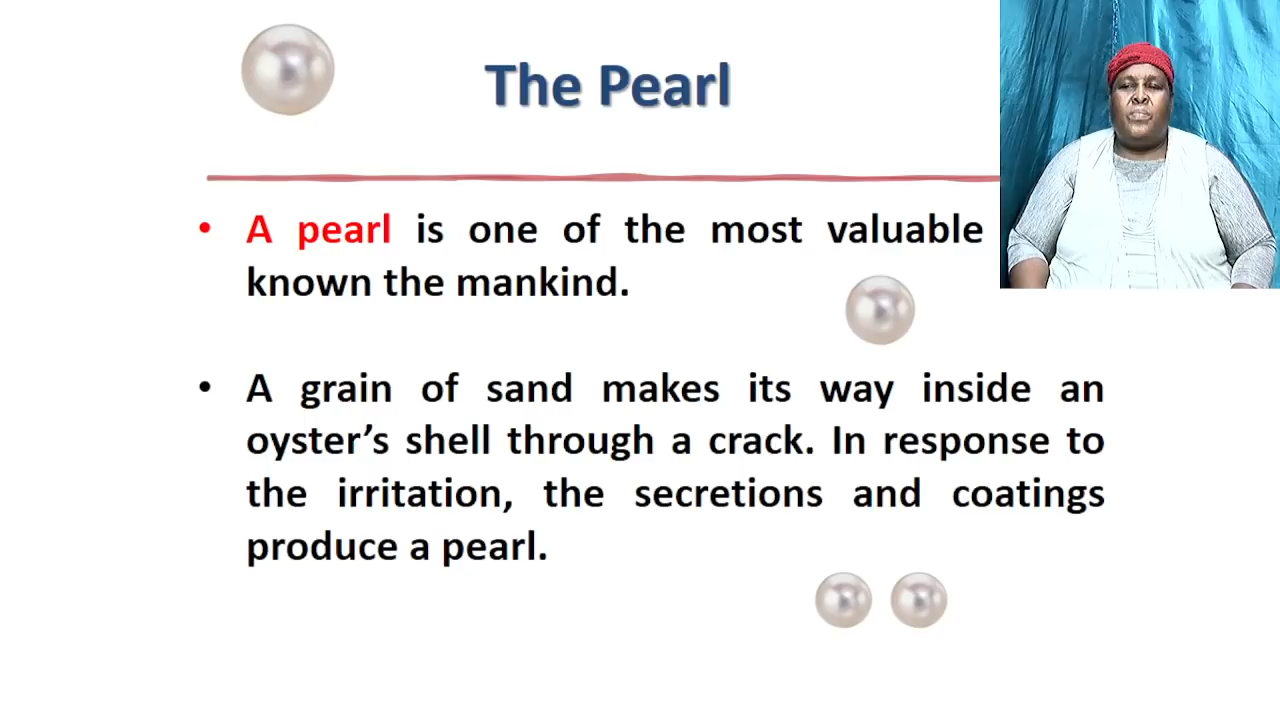 The Pearl
• A pearl is one of the most valuable
known the mankind.
• A grain of sand makes its way inside an
oyster’s shell through a crack. In response to
the irritation, the secretions and coatings
produce a pearl.